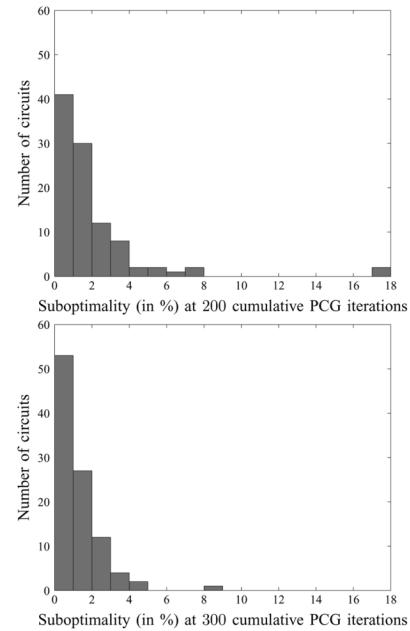 60
50
40
30
20
10
0
Number of circuits
0 2 4 6 8 10 12 14 16 18
Suboptimality (in %) at 200 cumulative PCG iterations
60
50
40
30
20
10
0
Number of circuits
0 2 4 6 8 10 12 14 16 18
Suboptimality (in %) at 300 cumulative PCG iterations